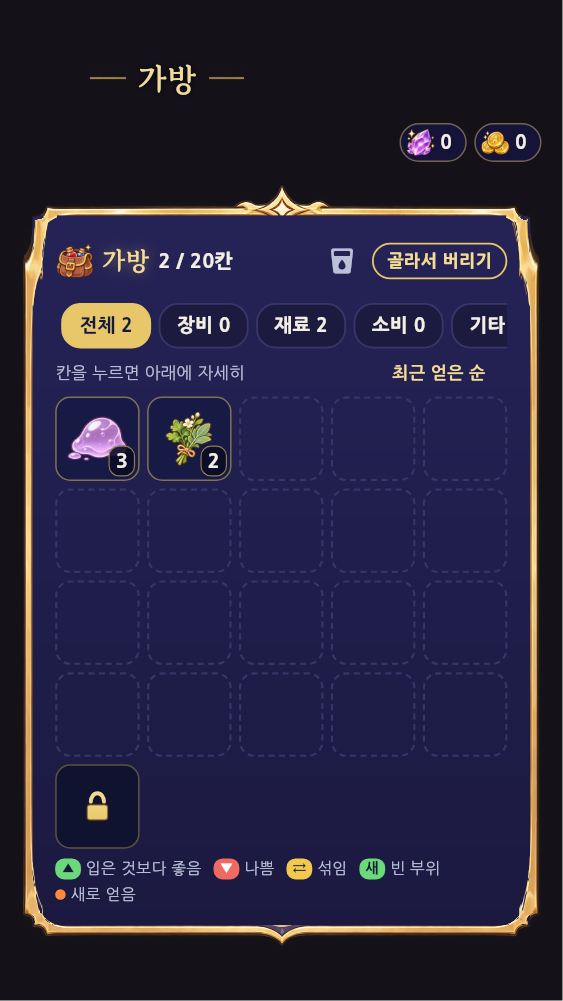 가방
0 0
가방 2 / 20칸 골라서 버리기
전체 2 장비 0 재료 2 소비 0 기타
칸을 누르면 아래에 자세히 최근 얻은 순
3 2
▲ 입은 것보다 좋음 ▼ 나쁨 ⇄ 섞임 새 빈 부위
새로 얻음